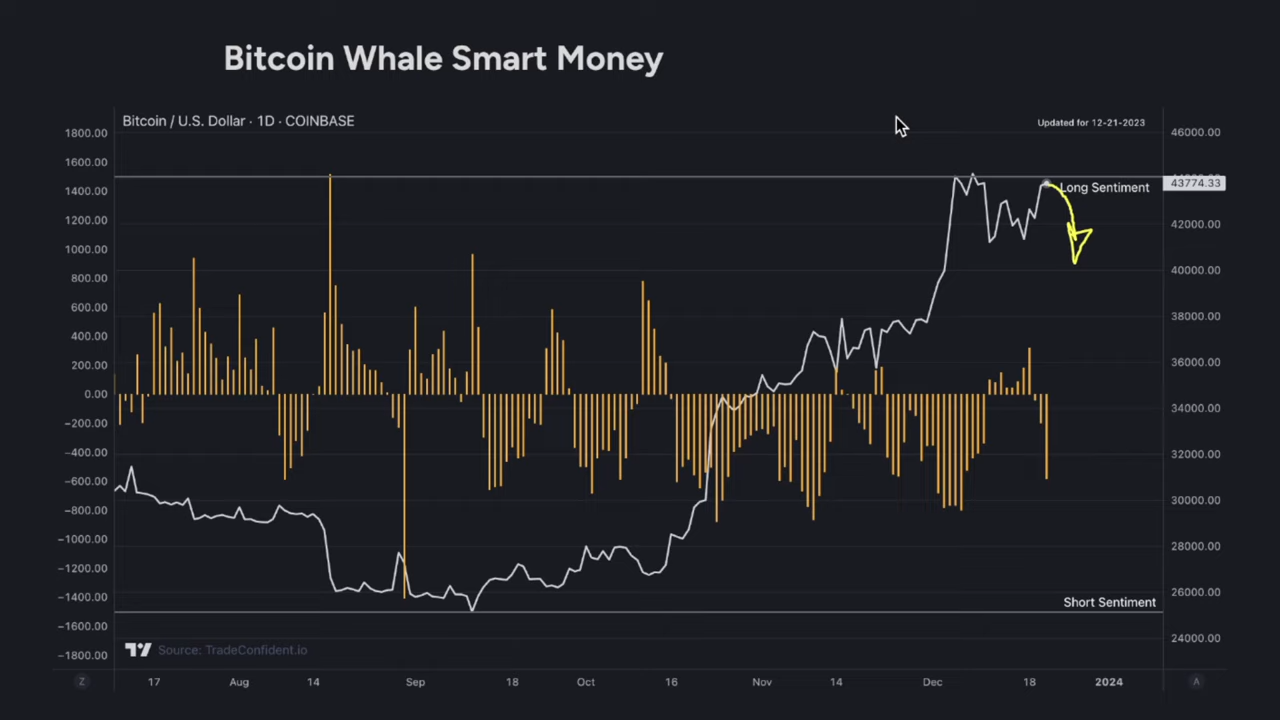 Bitcoin Whale Smart Money
Bitcoin / U.S. Dollar · 1D · COINBASE
Updated for 12-21-2023
1800.00
1600.00
1400.00
1200.00
1000.00
800.00
600.00
400.00
200.00
0.00
−200.00
−400.00
−600.00
−800.00
−1000.00
−1200.00
−1400.00
−1600.00
−1800.00
46000.00
43774.33
42000.00
40000.00
38000.00
36000.00
34000.00
32000.00
30000.00
28000.00
26000.00
24000.00
Long Sentiment
Short Sentiment
Source: TradeConfident.io
Z
17
Aug
14
Sep
18
Oct
16
Nov
14
Dec
18
2024
A